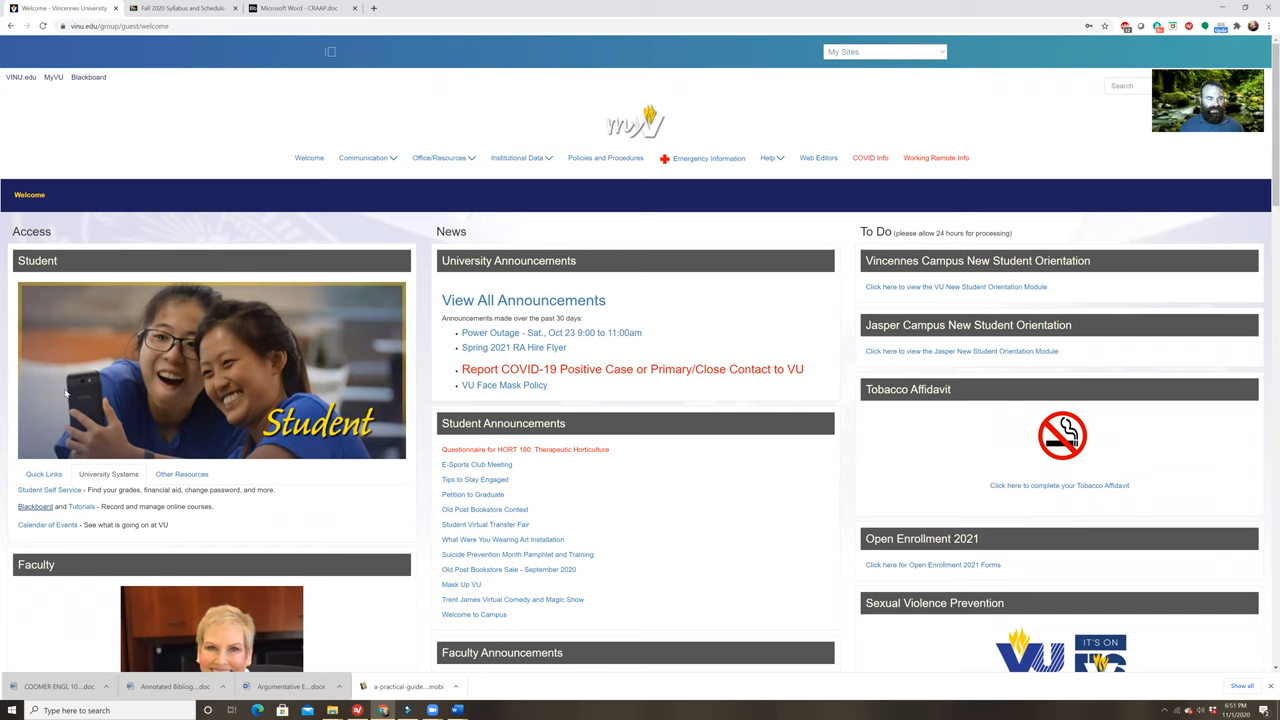 Welcome - Vincennes University
Fall 2020 Syllabus and Schedule
Microsoft Word - CRAAP.doc
vinu.edu/group/guest/welcome
My Sites
VINU.edu MyVU Blackboard
Search
myV
Welcome Communication Office/Resources Institutional Data Policies and Procedures Emergency Information Help Web Editors COVID Info Working Remote Info
Welcome
Access
Student
Student
Quick Links University Systems Other Resources
Student Self Service - Find your grades, financial aid, change password, and more.
Blackboard and Tutorials - Record and manage online courses.
Calendar of Events - See what is going on at VU
Faculty
News
University Announcements
View All Announcements
Announcements made over the past 30 days:
Power Outage - Sat., Oct 23 9:00 to 11:00am
Spring 2021 RA Hire Flyer
Report COVID-19 Positive Case or Primary/Close Contact to VU
VU Face Mask Policy
Student Announcements
Questionnaire for HORT 180: Therapeutic Horticulture
E-Sports Club Meeting
Tips to Stay Engaged
Petition to Graduate
Old Post Bookstore Contest
Student Virtual Transfer Fair
What Were You Wearing Art Installation
Suicide Prevention Month Pamphlet and Training
Old Post Bookstore Sale - September 2020
Mask Up VU
Trent James Virtual Comedy and Magic Show
Welcome to Campus
Faculty Announcements
To Do (please allow 24 hours for processing)
Vincennes Campus New Student Orientation
Click here to view the VU New Student Orientation Module
Jasper Campus New Student Orientation
Click here to view the Jasper New Student Orientation Module
Tobacco Affidavit
Click here to complete your Tobacco Affidavit
Open Enrollment 2021
Click here for Open Enrollment 2021 Forms
Sexual Violence Prevention
VU IT'S ON
COOMER ENGL 10....doc
Annotated Bibliog....doc
Argumentative E....docx
a-practical-guide....mobi
Show all
Type here to search
6:51 PM
11/1/2020